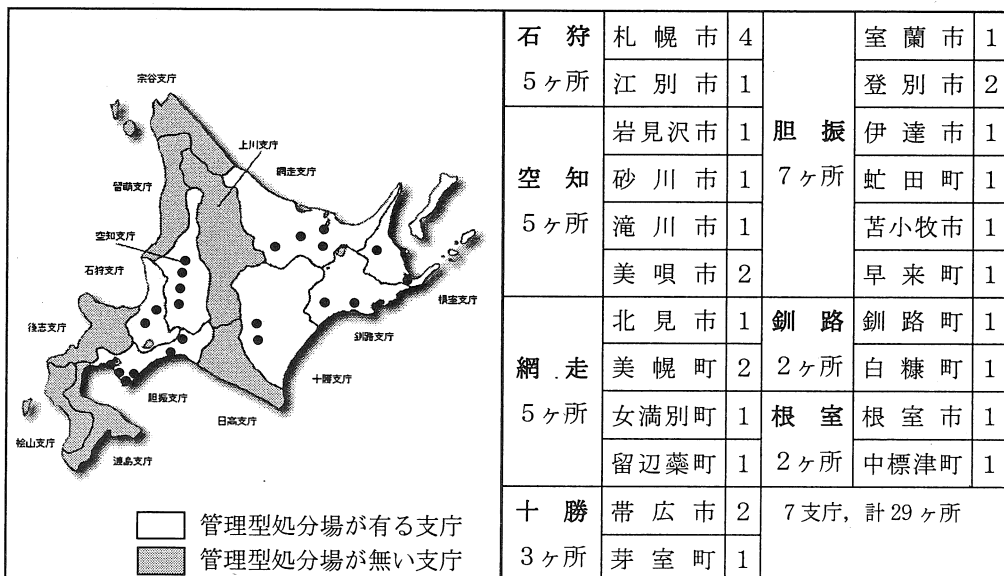 宗谷支庁
上川支庁
網走支庁
留萌支庁
空知支庁
石狩支庁
後志支庁
根室支庁
釧路支庁
十勝支庁
胆振支庁
日高支庁
桧山支庁
渡島支庁
管理型処分場が有る支庁
管理型処分場が無い支庁
石狩
5ヶ所
札幌市 4
江別市 1
空知
5ヶ所
岩見沢市 1
砂川市 1
滝川市 1
美唄市 2
網走
5ヶ所
北見市 1
美幌町 2
女満別町 1
留辺蘂町 1
十勝
3ヶ所
帯広市 2
芽室町 1
胆振
7ヶ所
室蘭市 1
登別市 2
伊達市 1
虻田町 1
苫小牧市 1
早来町 1
釧路
2ヶ所
釧路町 1
白糠町 1
根室
2ヶ所
根室市 1
中標津町 1
7支庁，計29ヶ所